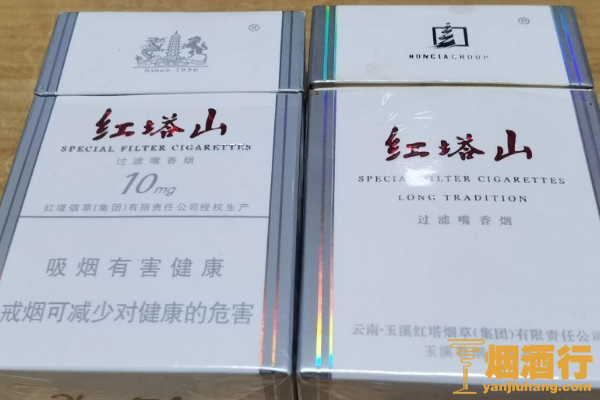 ®
Since 1956
红塔山
SPECIAL FILTER CIGARETTES
过滤嘴香烟
10mg
红塔烟草(集团)有限责任公司授权生产
吸烟有害健康
戒烟可减少对健康的危害
®
HONGTAGROUP
红塔山
SPECIAL FILTER CIGARETTES
LONG TRADITION
过滤嘴香烟
云南·玉溪红塔烟草(集团)有限责任公司
玉溪
烟酒行
yanjiuhang.com